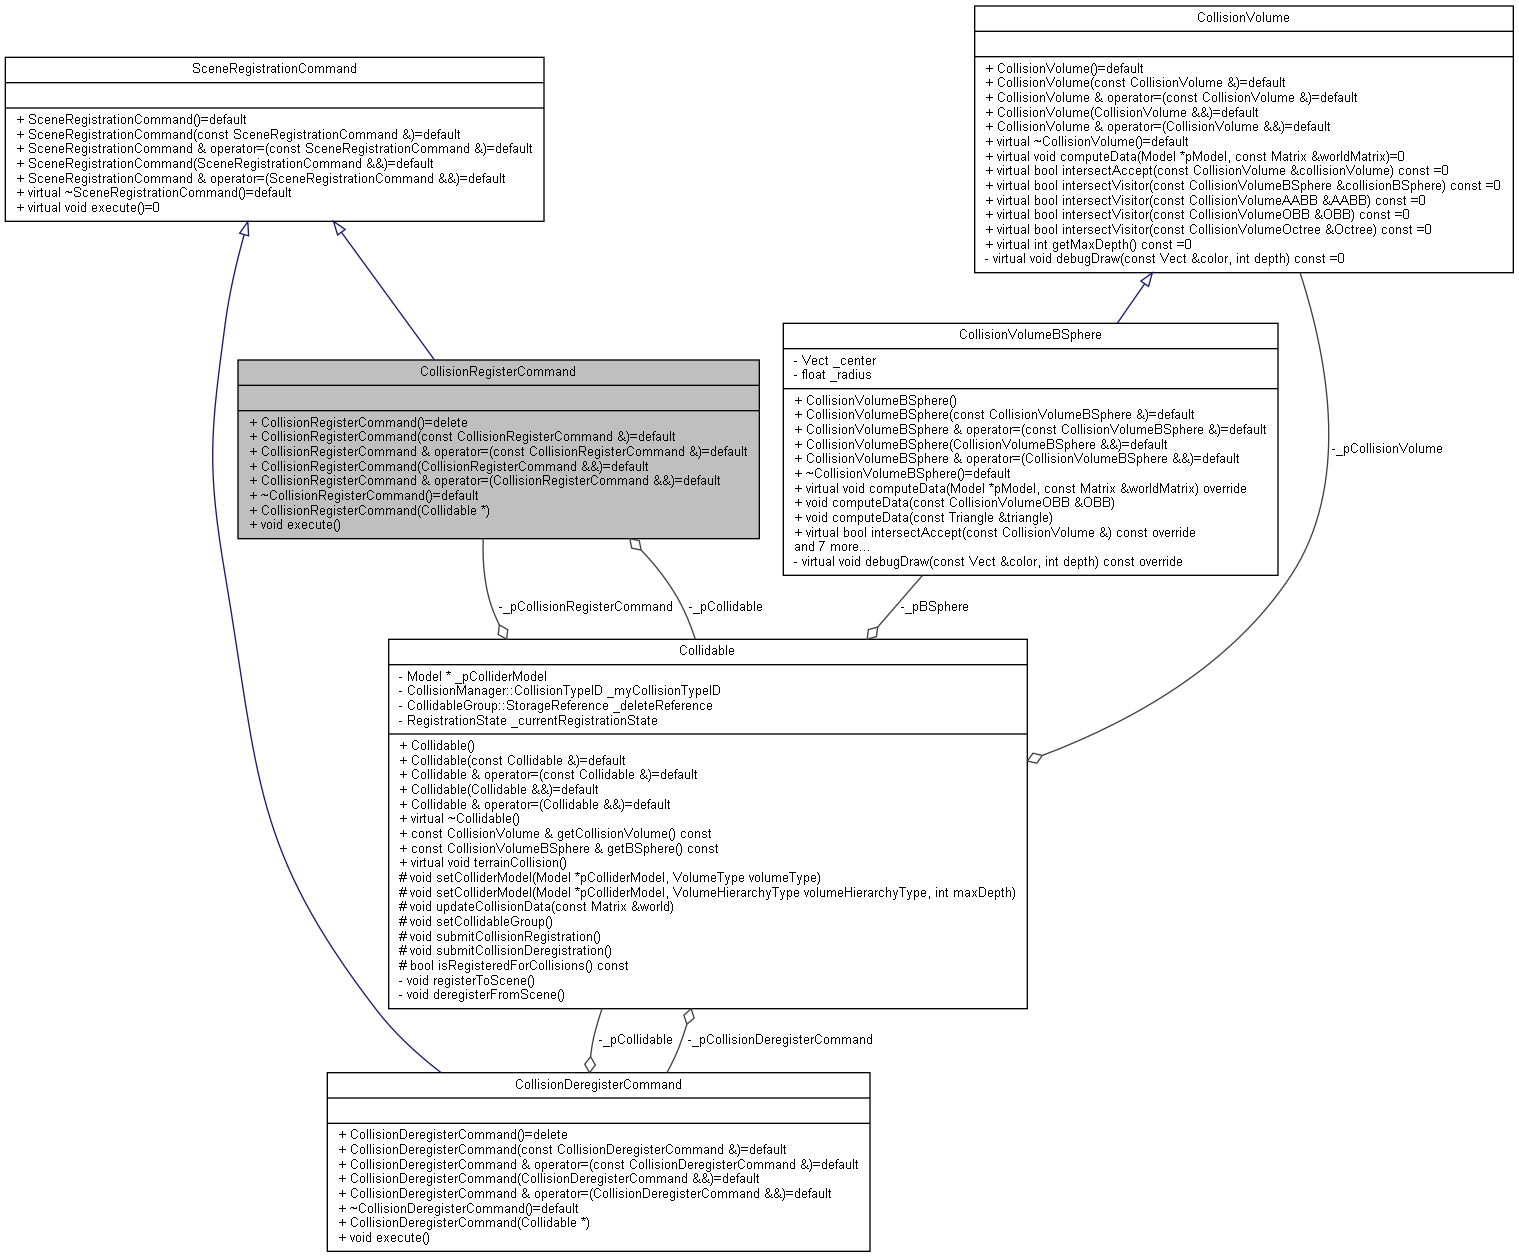 SceneRegistrationCommand
+ SceneRegistrationCommand()=default
+ SceneRegistrationCommand(const SceneRegistrationCommand &)=default
+ SceneRegistrationCommand & operator=(const SceneRegistrationCommand &)=default
+ SceneRegistrationCommand(SceneRegistrationCommand &&)=default
+ SceneRegistrationCommand & operator=(SceneRegistrationCommand &&)=default
+ virtual ~SceneRegistrationCommand()=default
+ virtual void execute()=0
CollisionVolume
+ CollisionVolume()=default
+ CollisionVolume(const CollisionVolume &)=default
+ CollisionVolume & operator=(const CollisionVolume &)=default
+ CollisionVolume(CollisionVolume &&)=default
+ CollisionVolume & operator=(CollisionVolume &&)=default
+ virtual ~CollisionVolume()=default
+ virtual void computeData(Model *pModel, const Matrix &worldMatrix)=0
+ virtual bool intersectAccept(const CollisionVolume &collisionVolume) const =0
+ virtual bool intersectVisitor(const CollisionVolumeBSphere &collisionBSphere) const =0
+ virtual bool intersectVisitor(const CollisionVolumeAABB &AABB) const =0
+ virtual bool intersectVisitor(const CollisionVolumeOBB &OBB) const =0
+ virtual bool intersectVisitor(const CollisionVolumeOctree &Octree) const =0
+ virtual int getMaxDepth() const =0
- virtual void debugDraw(const Vect &color, int depth) const =0
CollisionRegisterCommand
+ CollisionRegisterCommand()=delete
+ CollisionRegisterCommand(const CollisionRegisterCommand &)=default
+ CollisionRegisterCommand & operator=(const CollisionRegisterCommand &)=default
+ CollisionRegisterCommand(CollisionRegisterCommand &&)=default
+ CollisionRegisterCommand & operator=(CollisionRegisterCommand &&)=default
+ ~CollisionRegisterCommand()=default
+ CollisionRegisterCommand(Collidable *)
+ void execute()
CollisionVolumeBSphere
- Vect _center
- float _radius
+ CollisionVolumeBSphere()
+ CollisionVolumeBSphere(const CollisionVolumeBSphere &)=default
+ CollisionVolumeBSphere & operator=(const CollisionVolumeBSphere &)=default
+ CollisionVolumeBSphere(CollisionVolumeBSphere &&)=default
+ CollisionVolumeBSphere & operator=(CollisionVolumeBSphere &&)=default
+ ~CollisionVolumeBSphere()=default
+ virtual void computeData(Model *pModel, const Matrix &worldMatrix) override
+ void computeData(const CollisionVolumeOBB &OBB)
+ void computeData(const Triangle &triangle)
+ virtual bool intersectAccept(const CollisionVolume &) const override
and 7 more...
- virtual void debugDraw(const Vect &color, int depth) const override
-_pCollisionVolume
-_pCollisionRegisterCommand
-_pCollidable
-_pBSphere
Collidable
- Model * _pColliderModel
- CollisionManager::CollisionTypeID _myCollisionTypeID
- CollidableGroup::StorageReference _deleteReference
- RegistrationState _currentRegistrationState
+ Collidable()
+ Collidable(const Collidable &)=default
+ Collidable & operator=(const Collidable &)=default
+ Collidable(Collidable &&)=default
+ Collidable & operator=(Collidable &&)=default
+ virtual ~Collidable()
+ const CollisionVolume & getCollisionVolume() const
+ const CollisionVolumeBSphere & getBSphere() const
+ virtual void terrainCollision()
# void setColliderModel(Model *pColliderModel, VolumeType volumeType)
# void setColliderModel(Model *pColliderModel, VolumeHierarchyType volumeHierarchyType, int maxDepth)
# void updateCollisionData(const Matrix &world)
# void setCollidableGroup()
# void submitCollisionRegistration()
# void submitCollisionDeregistration()
# bool isRegisteredForCollisions() const
- void registerToScene()
- void deregisterFromScene()
-_pCollidable
-_pCollisionDeregisterCommand
CollisionDeregisterCommand
+ CollisionDeregisterCommand()=delete
+ CollisionDeregisterCommand(const CollisionDeregisterCommand &)=default
+ CollisionDeregisterCommand & operator=(const CollisionDeregisterCommand &)=default
+ CollisionDeregisterCommand(CollisionDeregisterCommand &&)=default
+ CollisionDeregisterCommand & operator=(CollisionDeregisterCommand &&)=default
+ ~CollisionDeregisterCommand()=default
+ CollisionDeregisterCommand(Collidable *)
+ void execute()